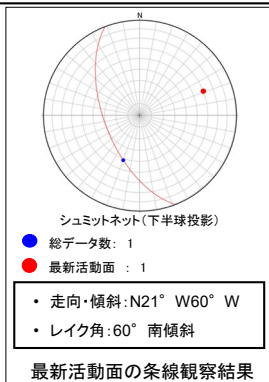 N
シュミットネット(下半球投影)
総データ数: 1
最新活動面 : 1
• 走向・傾斜:N21° W60° W
• レイク角:60° 南傾斜
最新活動面の条線観察結果